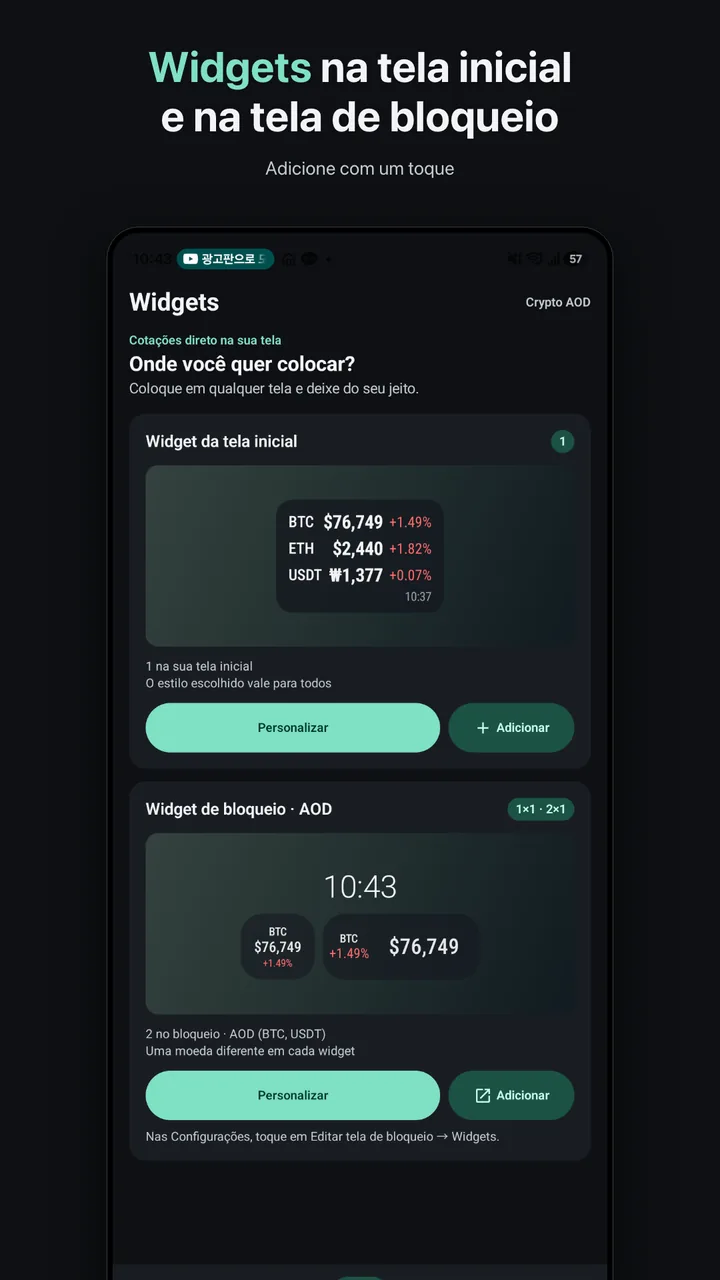 Widgets na tela inicial
e na tela de bloqueio
Adicione com um toque
10:43 광고판으로 57
Widgets
Crypto AOD
Cotações direto na sua tela
Onde você quer colocar?
Coloque em qualquer tela e deixe do seu jeito.
Widget da tela inicial
1
BTC $76,749 +1.49%
ETH $2,440 +1.82%
USDT ₩1,377 +0.07%
10:37
1 na sua tela inicial
O estilo escolhido vale para todos
Personalizar
+ Adicionar
Widget de bloqueio · AOD
1×1 · 2×1
10:43
BTC
$76,749
+1.49%
BTC
+1.49%
$76,749
2 no bloqueio · AOD (BTC, USDT)
Uma moeda diferente em cada widget
Personalizar
Adicionar
Nas Configurações, toque em Editar tela de bloqueio → Widgets.